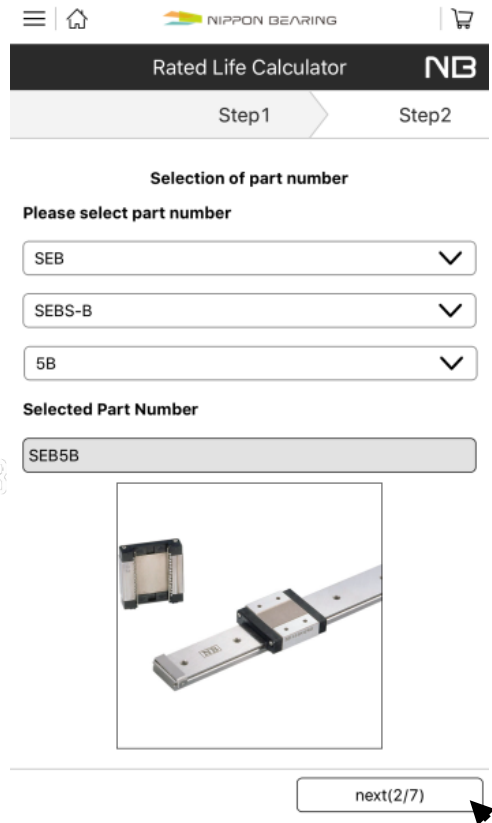 NIPPON BEARING
Rated Life Calculator NB
Step1 Step2
Selection of part number
Please select part number
SEB
SEBS-B
5B
Selected Part Number
SEB5B
NB
next(2/7)